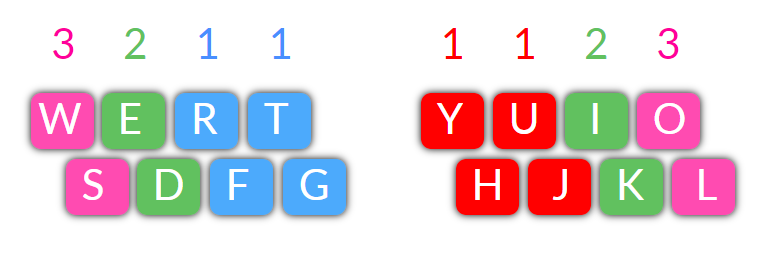 3 2 1 1 1 1 2 3
W E R T Y U I O
S D F G H J K L